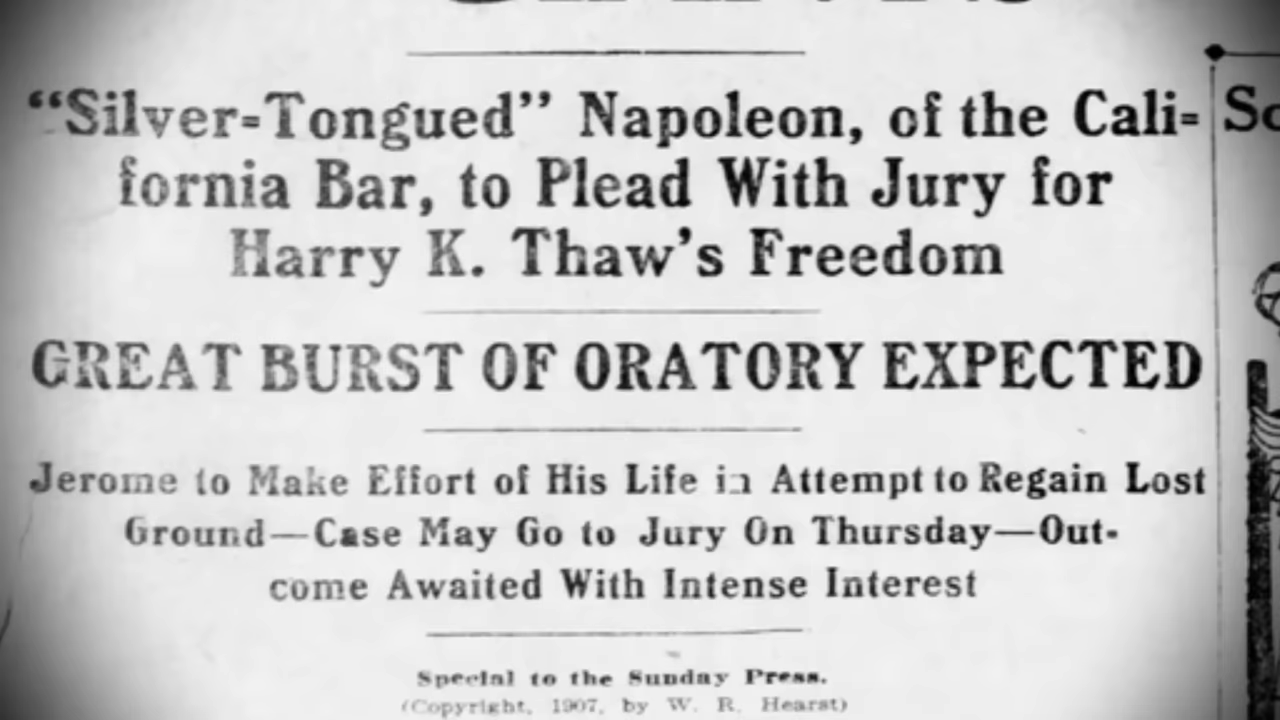 “Silver=Tongued” Napoleon, of the Cali=
fornia Bar, to Plead With Jury for
Harry K. Thaw’s Freedom
GREAT BURST OF ORATORY EXPECTED
Jerome to Make Effort of His Life in Attempt to Regain Lost
Ground—Case May Go to Jury On Thursday—Out-
come Awaited With Intense Interest
Special to the Sunday Press.
(Copyright, 1907, by W. R. Hearst)